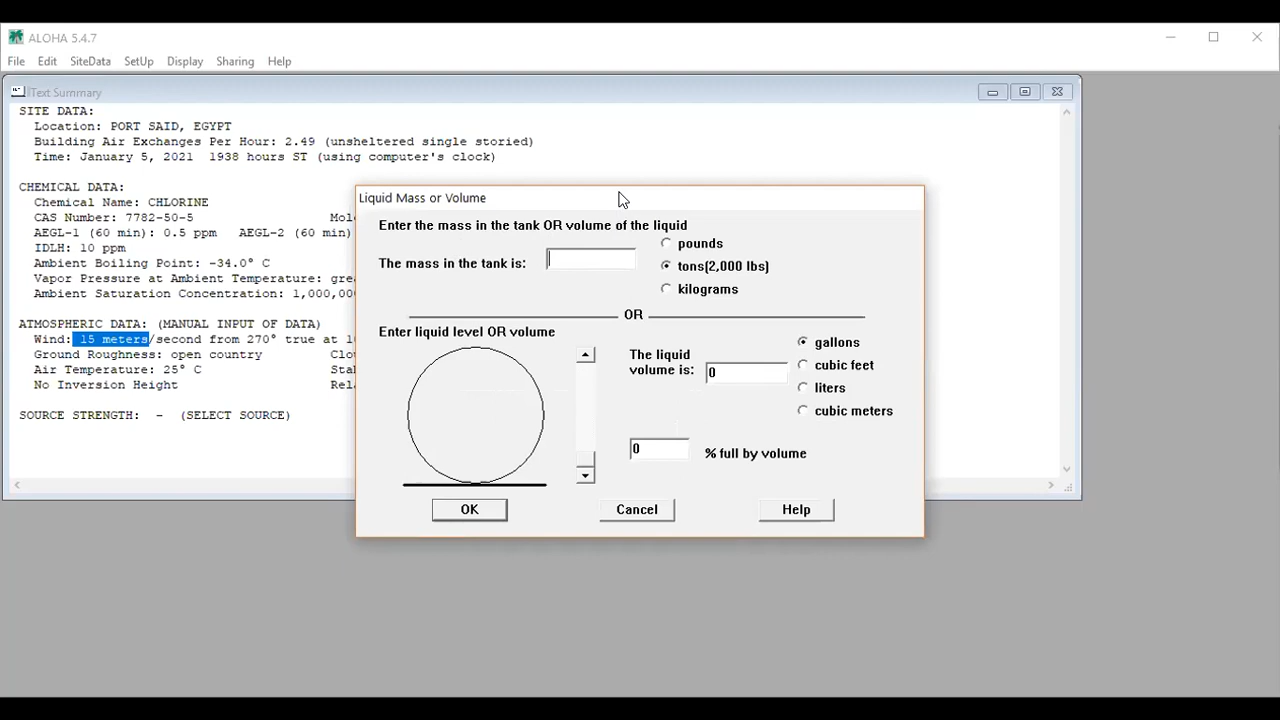 ALOHA 5.4.7
File Edit SiteData SetUp Display Sharing Help
Text Summary
SITE DATA:
Location: PORT SAID, EGYPT
Building Air Exchanges Per Hour: 2.49 (unsheltered single storied)
Time: January 5, 2021 1938 hours ST (using computer's clock)
CHEMICAL DATA:
Chemical Name: CHLORINE
CAS Number: 7782-50-5 Mol
AEGL-1 (60 min): 0.5 ppm AEGL-2 (60 min)
IDLH: 10 ppm
Ambient Boiling Point: -34.0° C
Vapor Pressure at Ambient Temperature: gre
Ambient Saturation Concentration: 1,000,0
ATMOSPHERIC DATA: (MANUAL INPUT OF DATA)
Wind: 15 meters/second from 270° true at 1
Ground Roughness: open country Clo
Air Temperature: 25° C Sta
No Inversion Height Rel
SOURCE STRENGTH: - (SELECT SOURCE)
Liquid Mass or Volume
Enter the mass in the tank OR volume of the liquid
The mass in the tank is:
pounds
tons(2,000 lbs)
kilograms
OR
Enter liquid level OR volume
The liquid
volume is: 0
gallons
cubic feet
liters
cubic meters
0 % full by volume
OK Cancel Help